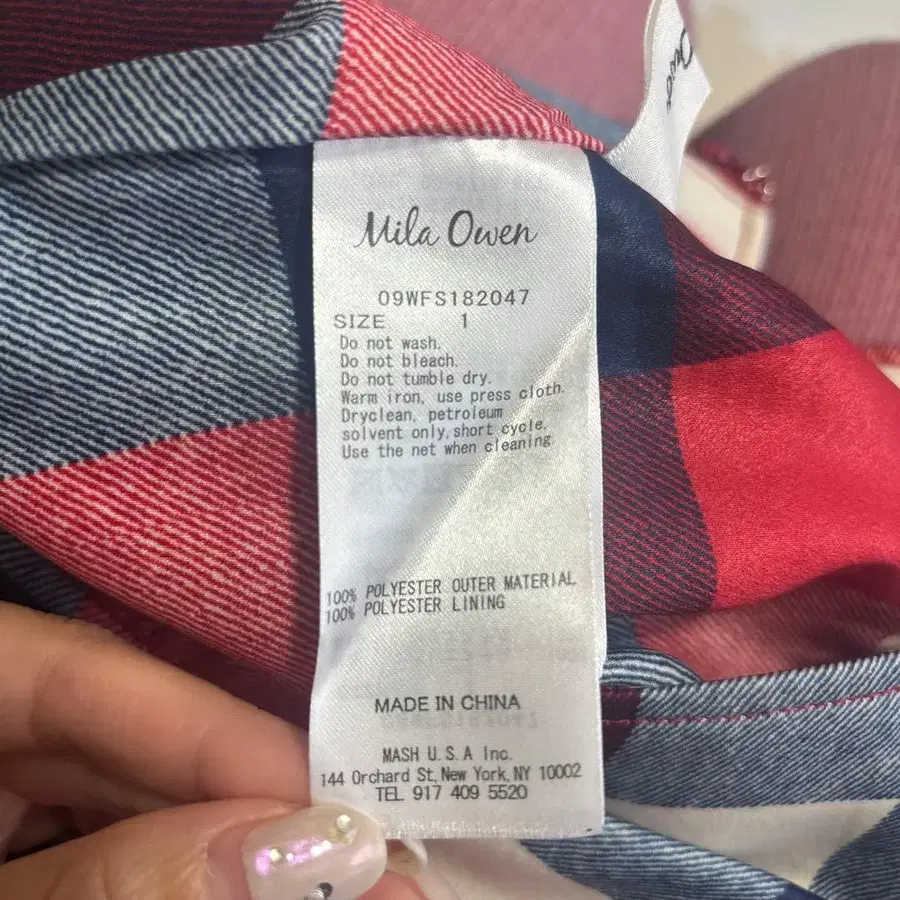 Mila Owen
09WFS182047
SIZE 1
Do not wash.
Do not bleach.
Do not tumble dry.
Warm iron, use press cloth.
Dryclean, petroleum
solvent only, short cycle.
Use the net when cleaning.
100% POLYESTER OUTER MATERIAL
100% POLYESTER LINING
MADE IN CHINA
MASH U.S.A Inc.
144 Orchard St, New York, NY 10002
TEL 917 409 5520